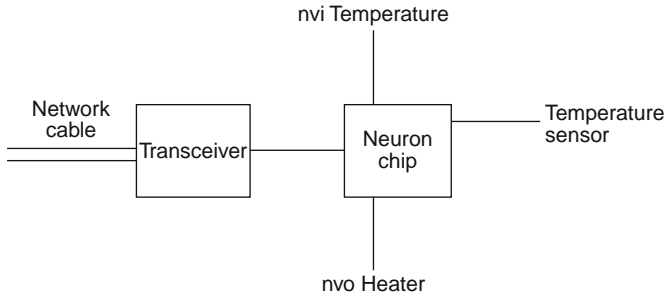 nvi Temperature
Network
cable
Transceiver
Neuron
chip
Temperature
sensor
nvo Heater